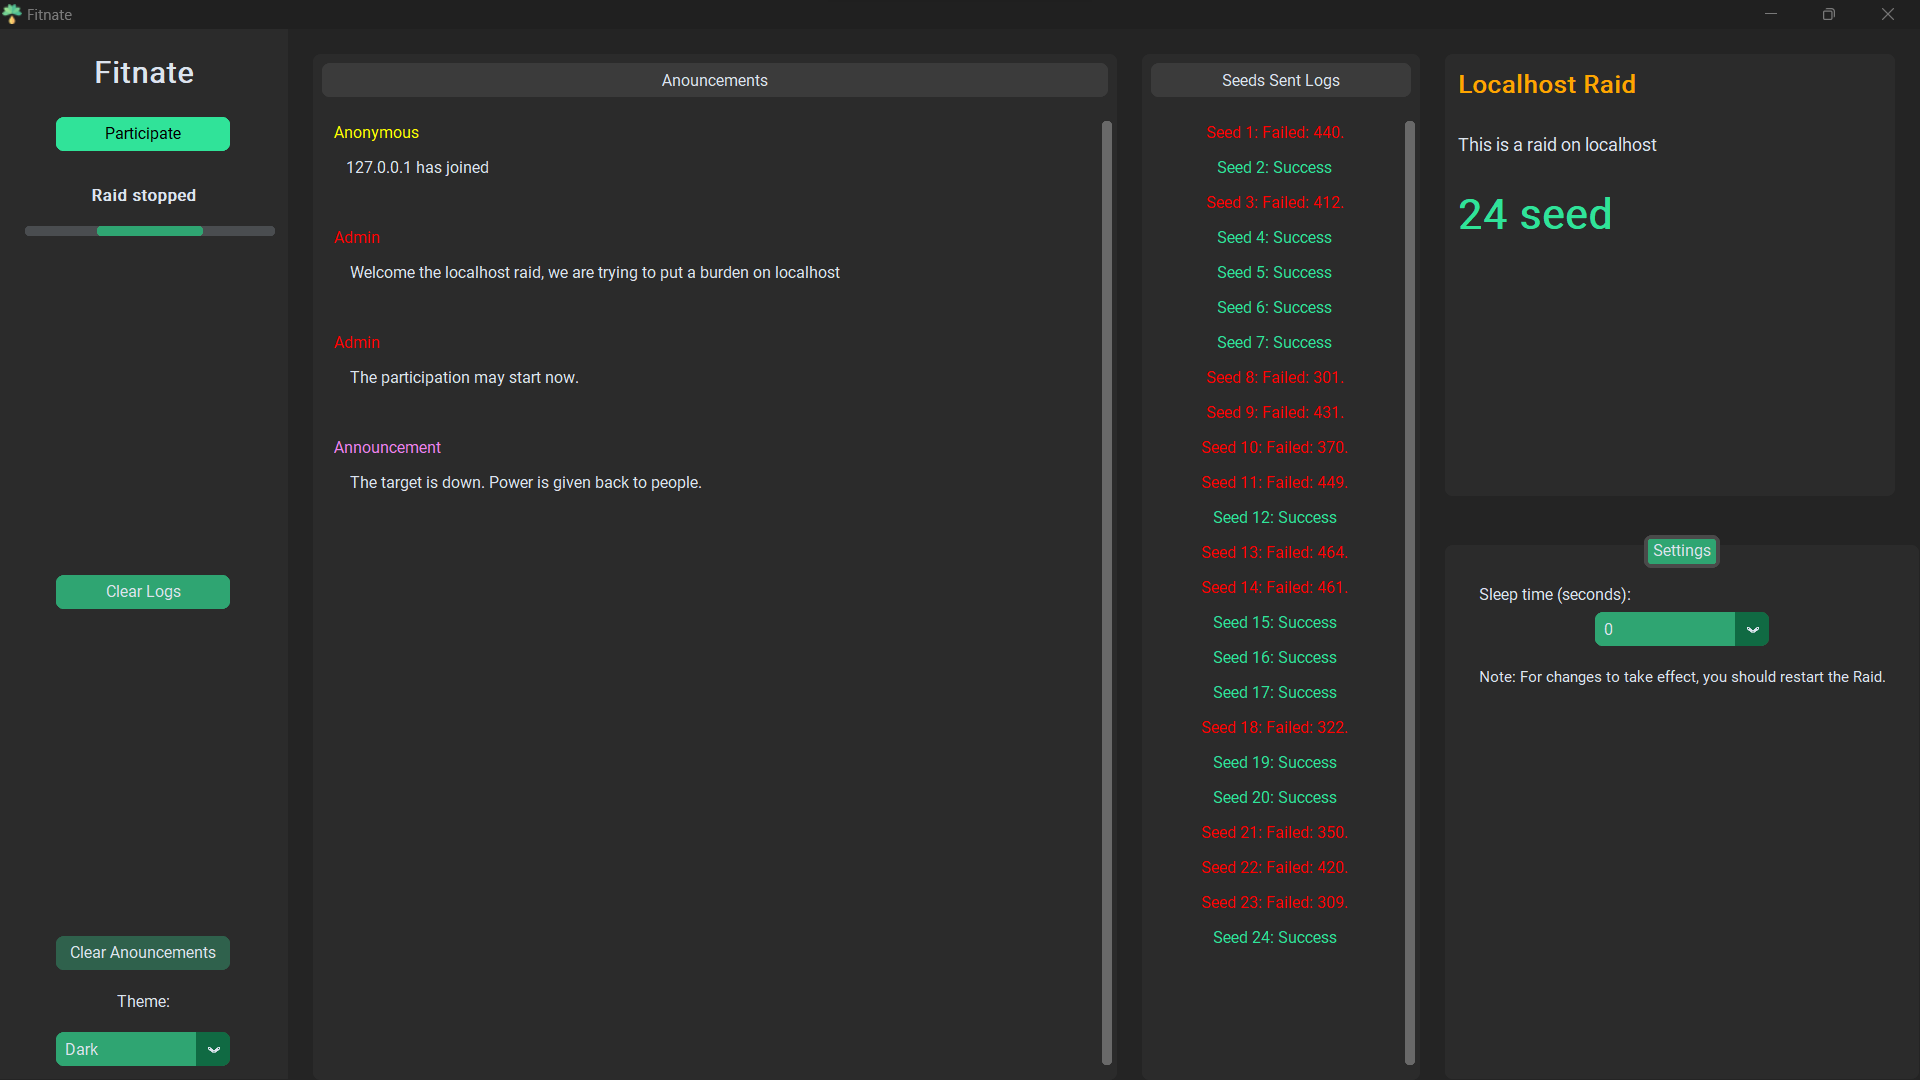 Fitnate
Fitnate
Participate
Raid stopped
Clear Logs
Clear Anouncements
Theme:
Dark
Anouncements
Anonymous
127.0.0.1 has joined
Admin
Welcome the localhost raid, we are trying to put a burden on localhost
Admin
The participation may start now.
Announcement
The target is down. Power is given back to people.
Seeds Sent Logs
Seed 1: Failed: 440.
Seed 2: Success
Seed 3: Failed: 412.
Seed 4: Success
Seed 5: Success
Seed 6: Success
Seed 7: Success
Seed 8: Failed: 301.
Seed 9: Failed: 431.
Seed 10: Failed: 370.
Seed 11: Failed: 449.
Seed 12: Success
Seed 13: Failed: 464.
Seed 14: Failed: 461.
Seed 15: Success
Seed 16: Success
Seed 17: Success
Seed 18: Failed: 322.
Seed 19: Success
Seed 20: Success
Seed 21: Failed: 350.
Seed 22: Failed: 420.
Seed 23: Failed: 309.
Seed 24: Success
Localhost Raid
This is a raid on localhost
24 seed
Settings
Sleep time (seconds):
0
Note: For changes to take effect, you should restart the Raid.